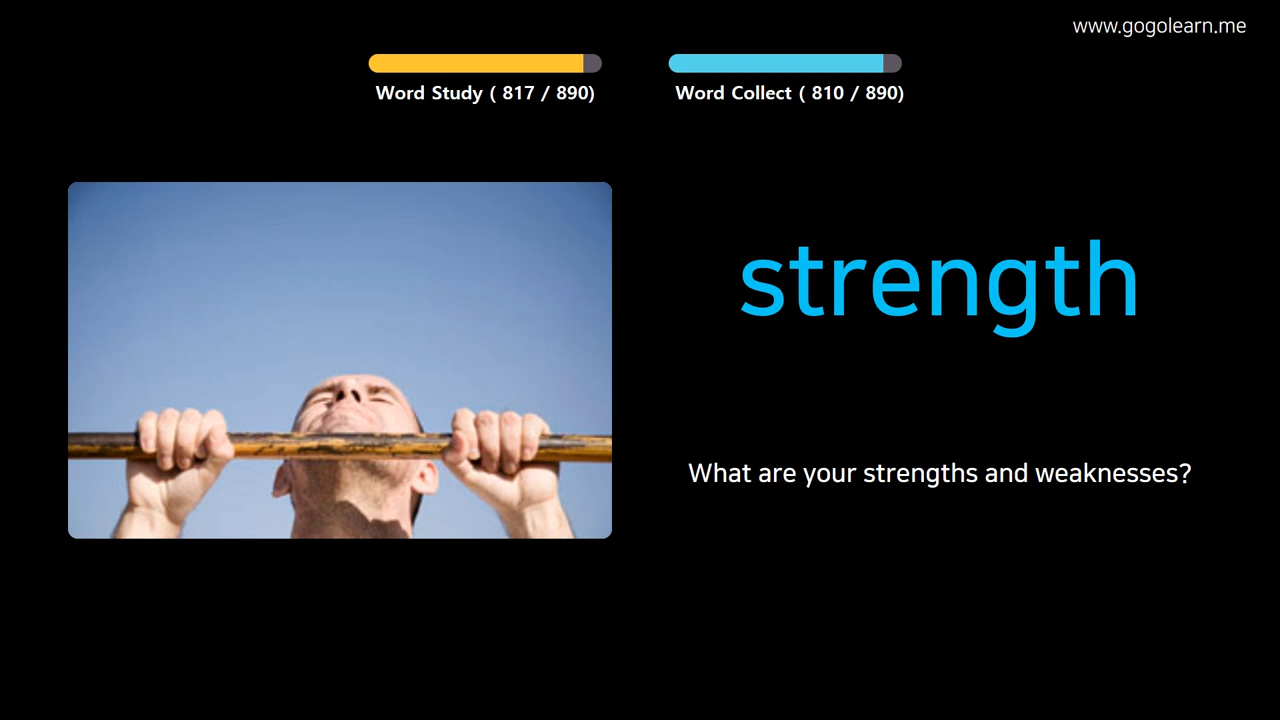 www.gogolearn.me
Word Study ( 817 / 890)
Word Collect ( 810 / 890)
strength
What are your strengths and weaknesses?